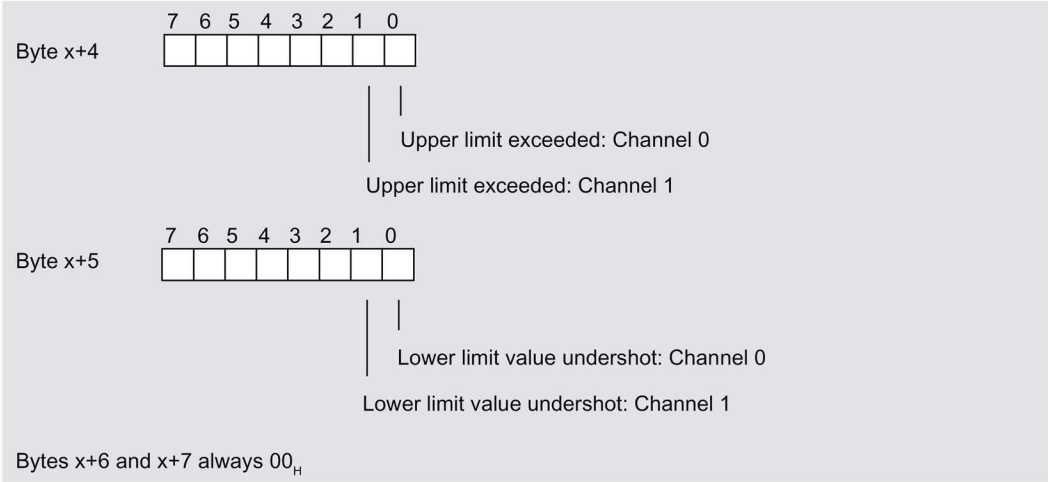 7 6 5 4 3 2 1 0
Byte x+4
Upper limit exceeded: Channel 0
Upper limit exceeded: Channel 1
7 6 5 4 3 2 1 0
Byte x+5
Lower limit value undershot: Channel 0
Lower limit value undershot: Channel 1
Bytes x+6 and x+7 always 00H